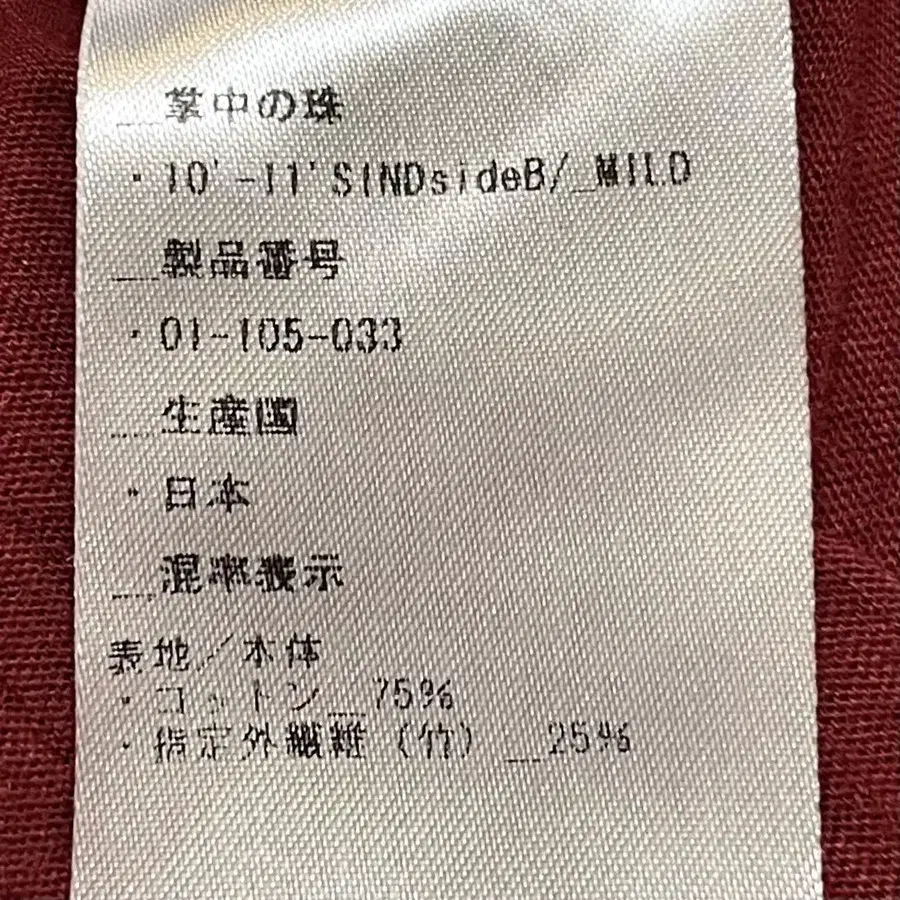 __掌中の珠
・10'-11'SINDsideB/_MILD
__製品番号
・01-105-033
__生産国
・日本
__混率表示
表地／本体
・コットン__75%
・指定外繊維(竹)__25%